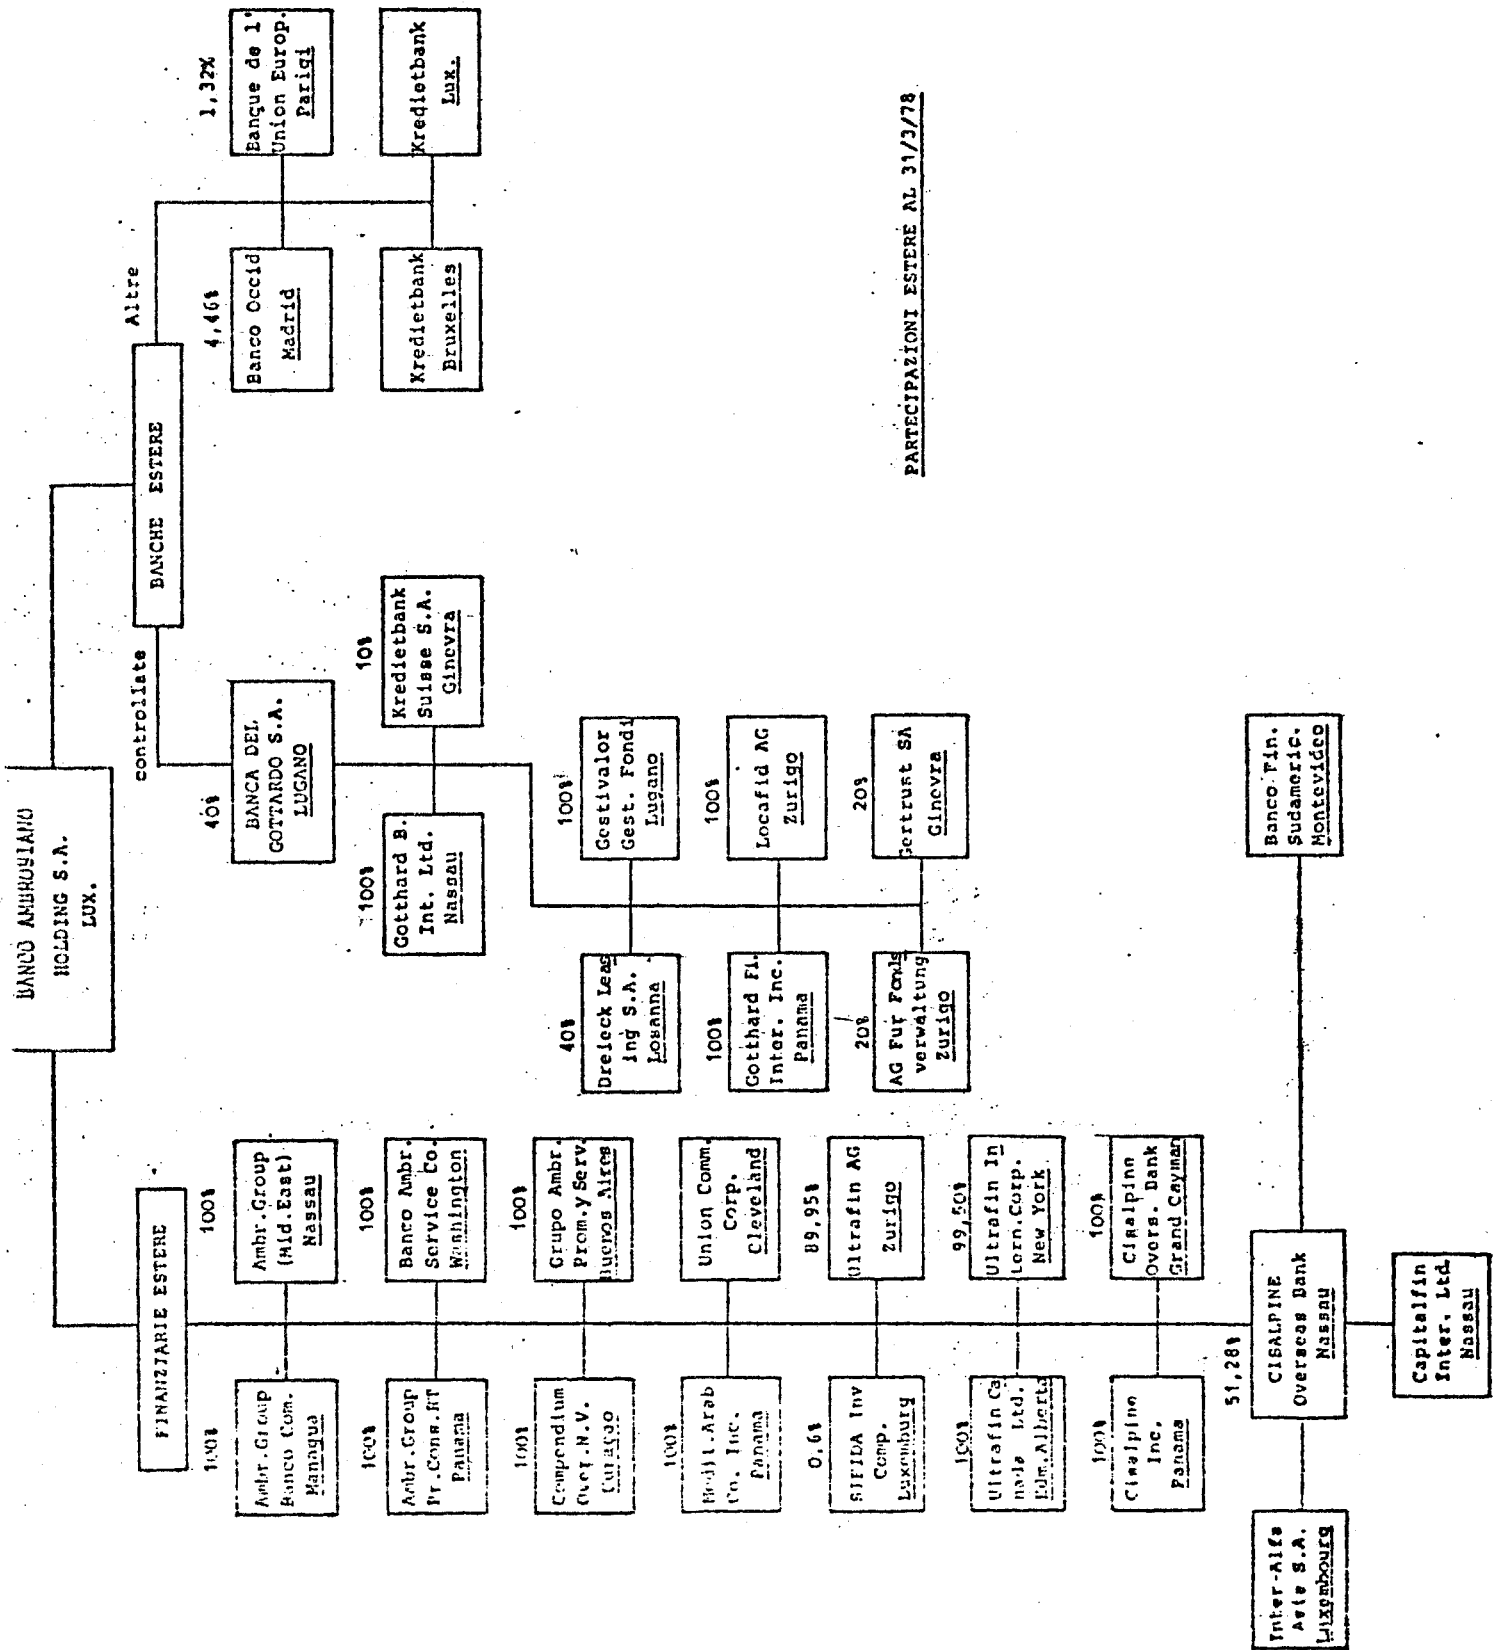 BANCO AMBROSIANO
HOLDING S.A.
LUX.
FINANZIARIE ESTERE
100%
Ambr.Group
Banco Com.
Managua
100%
Ambr.Group
(Mid.East)
Nassau
100%
Ambr.Group
Pr.Cons.RT
Panama
100%
Banco Ambr.
Service Co.
Washington
100%
Compendium
Over.N.V.
Curaçao
100%
Grupo Ambr.
Prom.y Serv.
Buenos Aires
100%
Medit.Arab
Co. Inc.
Panama
Union Comm.
Corp.
Cleveland
0,6%
SIFIDA Inv
Comp.
Luxemburg
89,95%
Ultrafin AG
Zurigo
100%
Ultrafin Ca
nada Ltd.
Edm.Alberta
99,50%
Ultrafin In
Corp.
New York
100%
Cisalpine
Inc.
Panama
100%
Cisalpinn
Overs. Bank
Grand Cayman
51,28%
CISALPINE
Overseas Bank
Nassau
Inter-Alfa
Asia S.A.
Luxembourg
Banco Fin.
Sudameric.
Montevideo
Capitalfin
Inter. Ltd.
Nassau
BANCHE ESTERE
controllate
40%
BANCA DEL
GOTTARDO S.A.
LUGANO
100%
Gotthard B.
Int. Ltd.
Nassau
10%
Kredietbank
Suisse S.A.
Ginevra
40%
Dreieck Leas
ing S.A.
Losanna
100%
Gestivalor
Gest. Fondi
Lugano
100%
Gotthard Fi.
Inter. Inc.
Panama
100%
Locafid AG
Zurigo
20%
AG Fur Fonds
verwaltung
Zurigo
20%
Gertrust SA
Ginevra
Altre
4,46%
Banco Occid
Madrid
1,32%
Banque de l'
Union Europ.
Parigi
Kredietbank
Bruxelles
Kredietbank
Lux.
PARTECIPAZIONI ESTERE AL 31/3/78